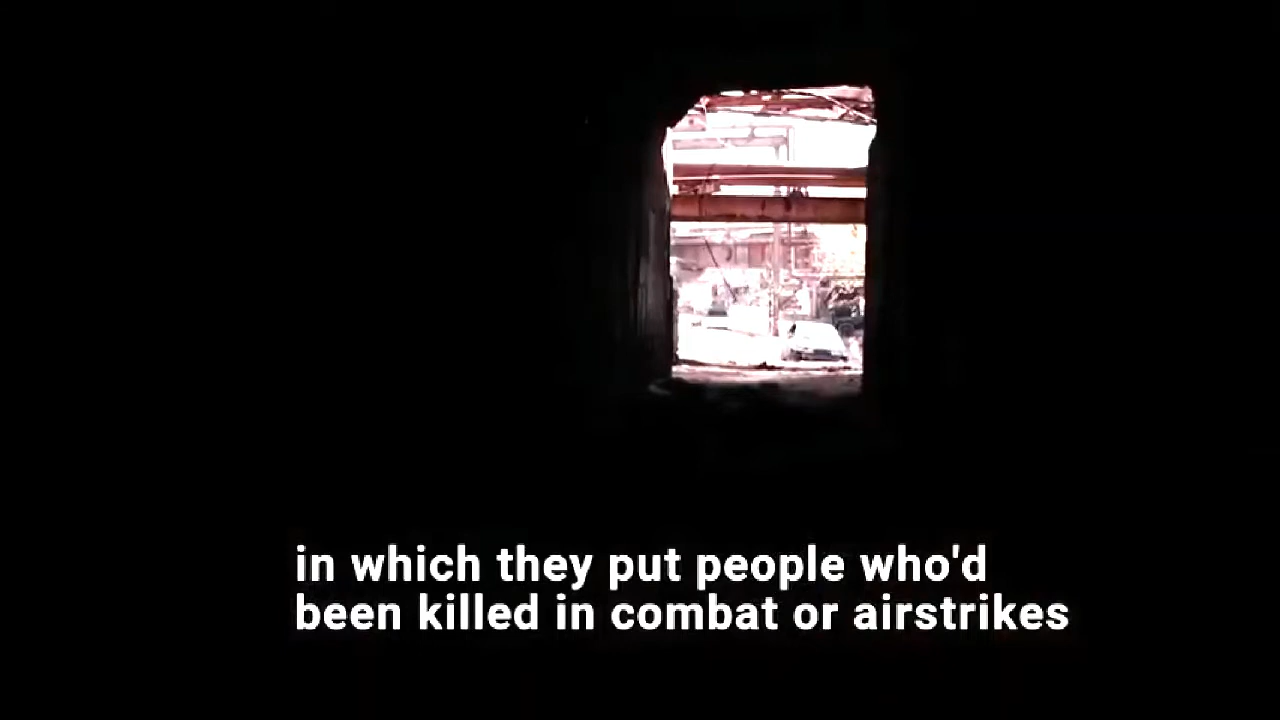 in which they put people who'd
been killed in combat or airstrikes